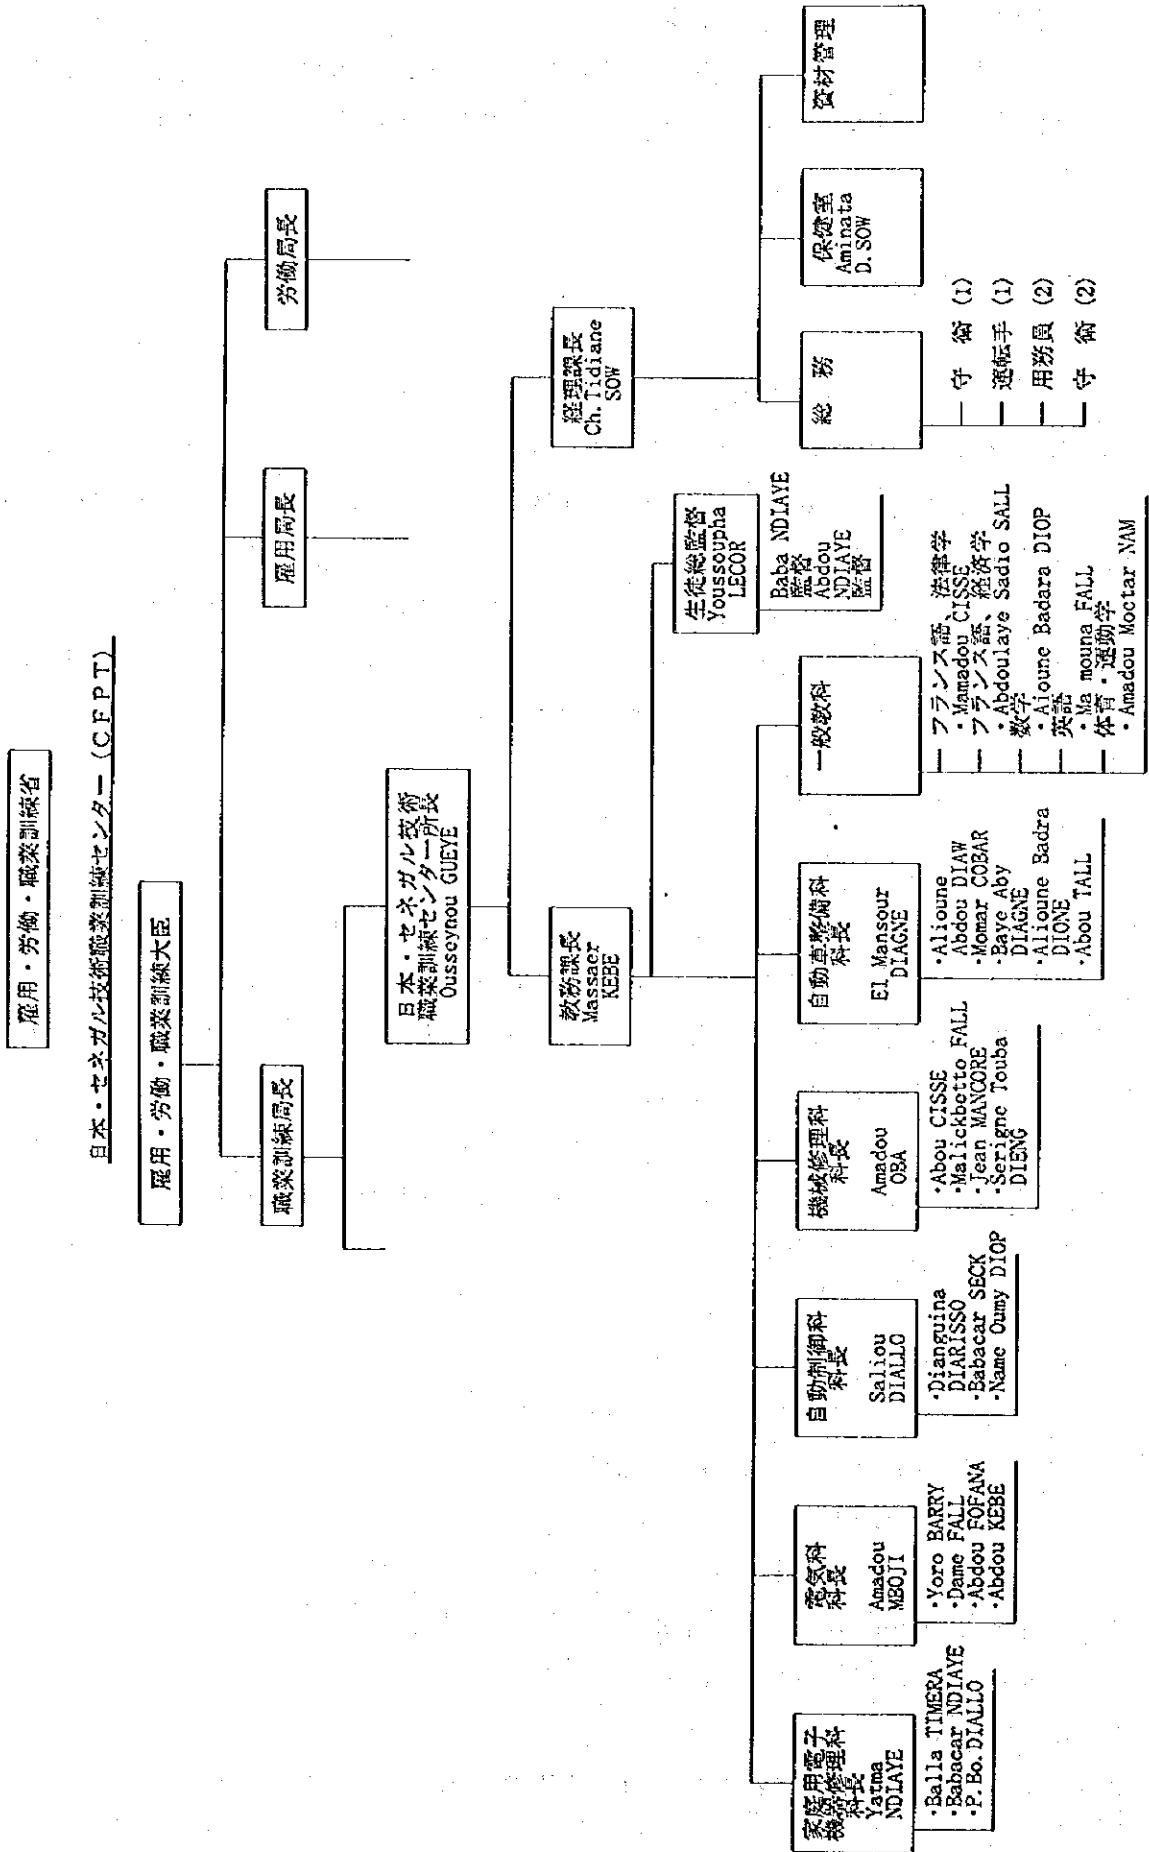 雇用・労働・職業訓練省
日本・セネガル技術職業訓練センター (CFPT)
雇用・労働・職業訓練大臣
職業訓練局長
雇用局長
労働局長
日本・セネガル技術
職業訓練センター所長
Ousseynou GUEYE
教務課長
Massaer
KEBE
経理課長
Ch. Tidiane
SOW
生徒総監督
Youssoupha
LECOR
Baba NDIAYE
監督
Abdou
NDIAYE
監督
家庭用電子
機器修理科
科長
Yatma
NDIAYE
・Balla TIMERA
・Babacar NDIAYE
・P. Bo. DIALLO
電気科
科長
Amadou
MBOJI
・Yoro BARRY
・Dame FALL
・Abdou FOFANA
・Abdou KEBE
自動制御科
科長
Saliou
DIALLO
・Dianguina
DIARISSO
・Babacar SECK
・Name Oumy DIOP
機械修理科
科長
Amadou
OBA
・Abou CISSE
・Malickbotto FALL
・Jean MANCORE
・Serigne Touba
DIENG
自動車整備科
科長
El Mansour
DIAGNE
・Alioune
Abdou DIAW
・Momar COBAR
・Baye Aby
DIAGNE
・Alioune Badra
DIONE
・Abou TALL
一般教科
フランス語、法律学
・Mamadou CISSE
フランス語、経済学
・Abdoulaye Sadio SALL
数学
・Aioune Badara DIOP
英語
・Ma mouna FALL
体育・運動学
・Amadou Moctar NAM
総 務
守 衛 (1)
運転手 (1)
用務員 (2)
守 衛 (2)
保健室
Aminata
D. SOW
資材管理